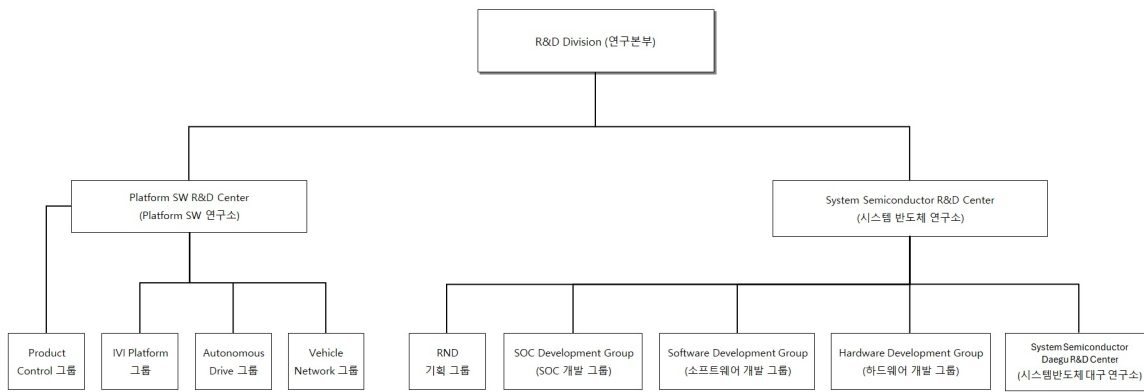 R&D Division (연구본부)
Platform SW R&D Center
(Platform SW 연구소)
System Semiconductor R&D Center
(시스템 반도체 연구소)
Product
Control 그룹
IVI Platform
그룹
Autonomous
Drive 그룹
Vehicle
Network 그룹
RND
기획 그룹
SOC Development Group
(SOC 개발 그룹)
Software Development Group
(소프트웨어 개발 그룹)
Hardware Development Group
(하드웨어 개발 그룹)
System Semiconductor
Daegu R&D Center
(시스템반도체 대구 연구소)